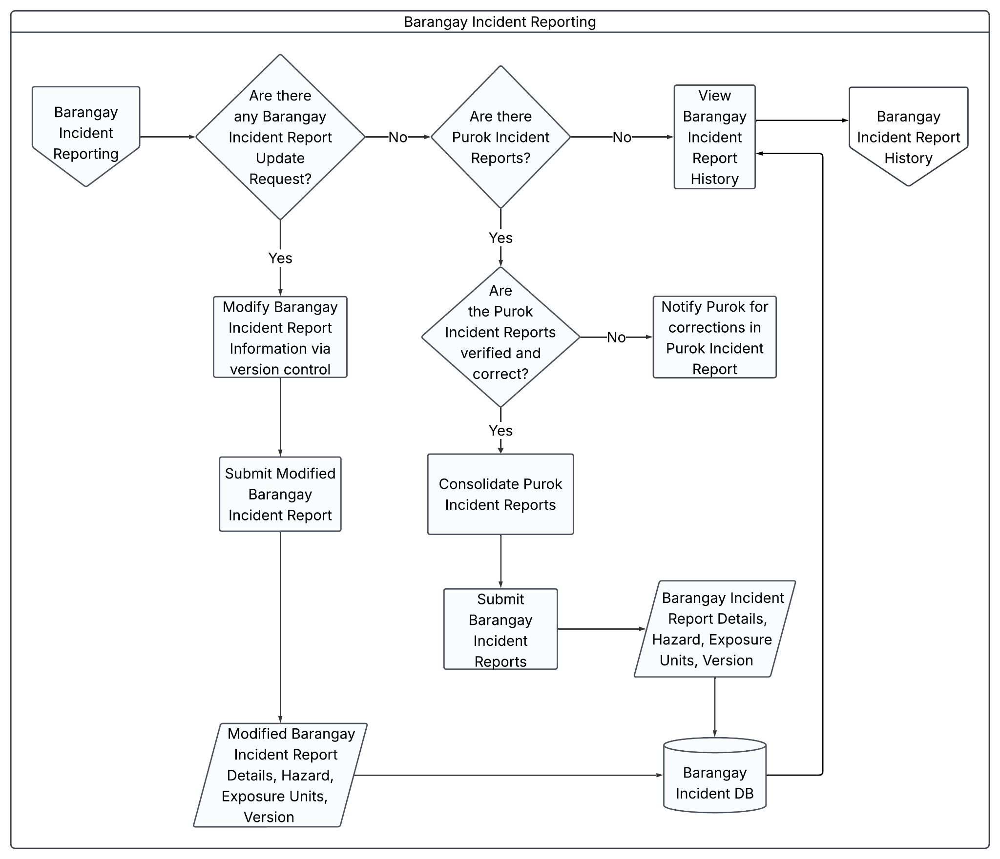 Barangay Incident Reporting
Barangay
Incident
Reporting
Are there
any Barangay
Incident Report
Update
Request?
No
Are there
Purok Incident
Reports?
No
View
Barangay
Incident
Report
History
Barangay
Incident Report
History
Yes
Yes
Modify Barangay
Incident Report
Information via
version control
Are
the Purok
Incident Reports
verified and
correct?
No
Notify Purok for
corrections in
Purok Incident
Report
Yes
Submit Modified
Barangay
Incident Report
Consolidate Purok
Incident Reports
Submit
Barangay
Incident
Reports
Barangay Incident
Report Details,
Hazard, Exposure
Units, Version
Modified Barangay
Incident Report
Details, Hazard,
Exposure Units,
Version
Barangay
Incident DB